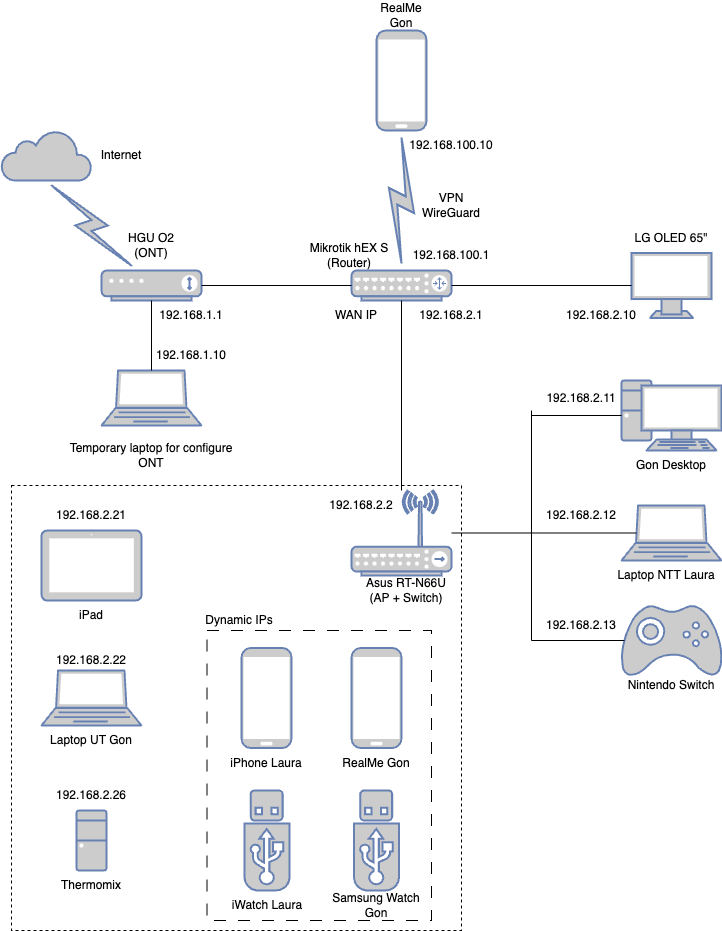 RealMe
Gon
192.168.100.10
Internet
VPN
WireGuard
HGU O2
(ONT)
Mikrotik hEX S
(Router)
192.168.100.1
LG OLED 65"
192.168.1.1
WAN IP
192.168.2.1
192.168.2.10
192.168.1.10
Temporary laptop for configure
ONT
192.168.2.11
Gon Desktop
192.168.2.2
192.168.2.12
Laptop NTT Laura
192.168.2.21
iPad
Asus RT-N66U
(AP + Switch)
192.168.2.13
Nintendo Switch
Dynamic IPs
192.168.2.22
Laptop UT Gon
iPhone Laura
RealMe Gon
192.168.2.26
Thermomix
iWatch Laura
Samsung Watch
Gon